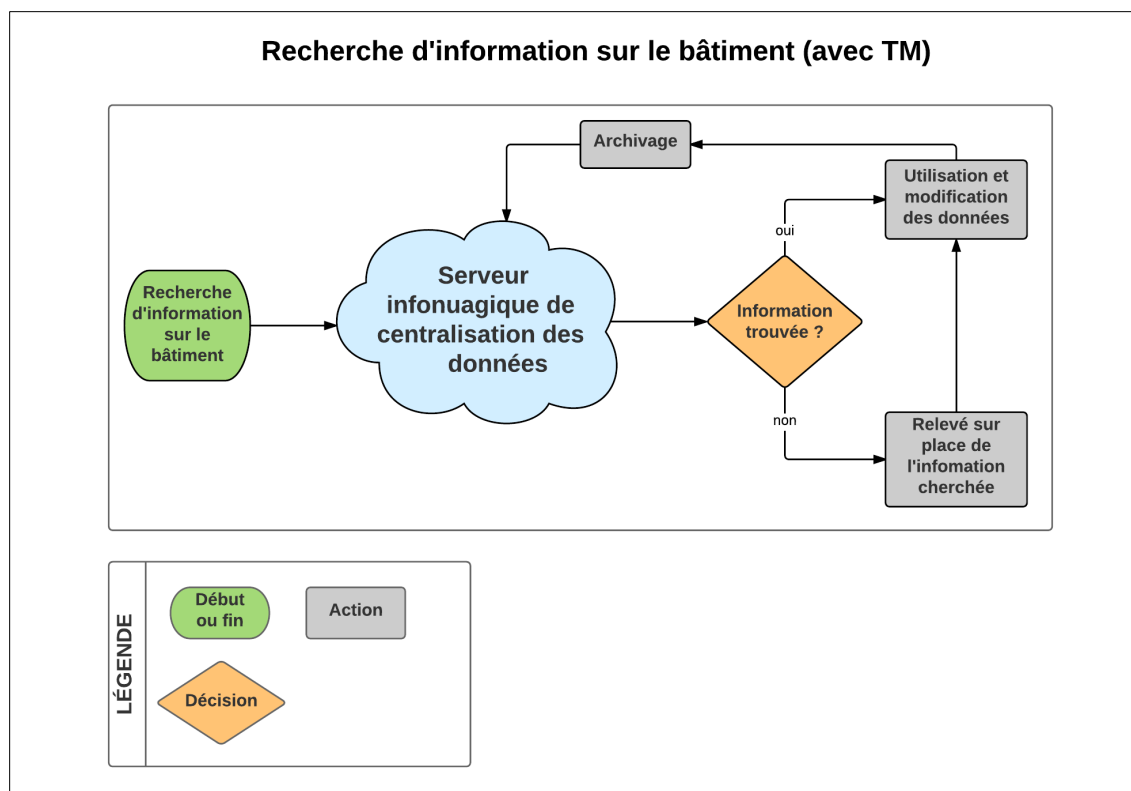 Recherche d'information sur le bâtiment (avec TM)
Archivage
Utilisation et
modification
des données
oui
Recherche
d'information
sur le
bâtiment
Serveur
infonuagique de
centralisation des
données
Information
trouvée ?
non
Relevé sur
place de
l'infomation
cherchée
LÉGENDE
Début
ou fin
Action
Décision